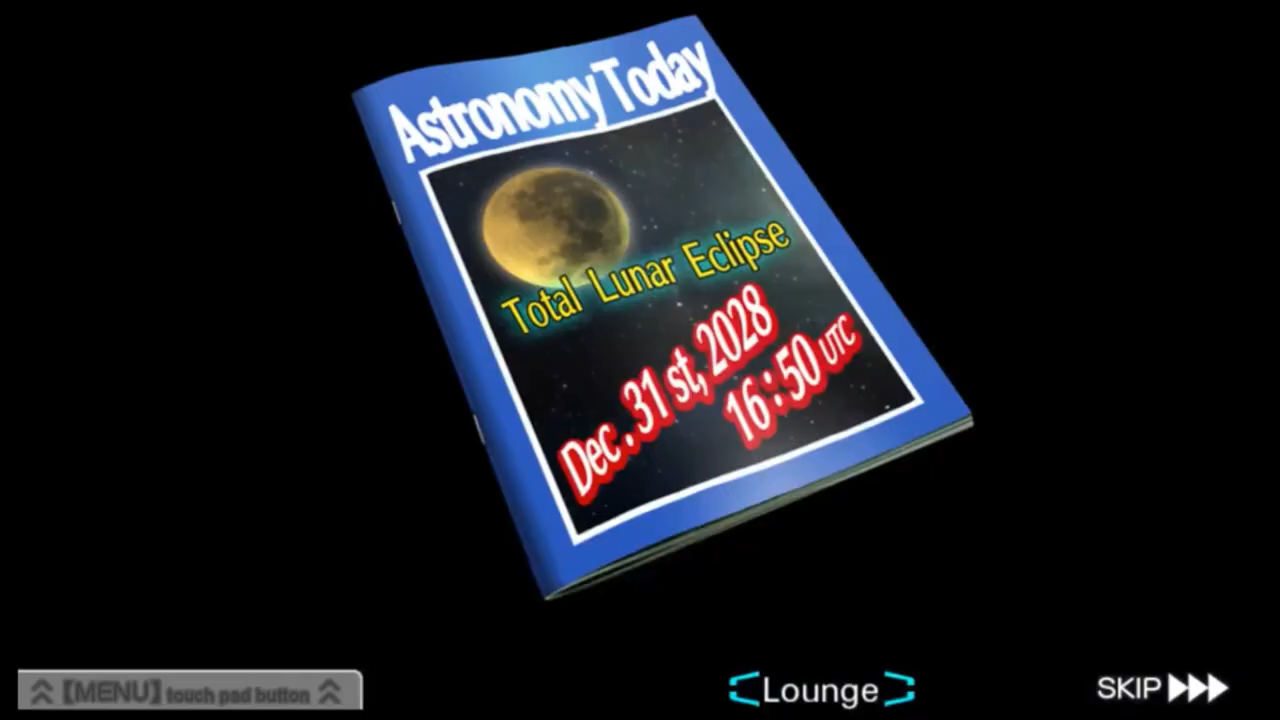 Astronomy Today
Total Lunar Eclipse
Dec. 31 st, 2028
16:50 UTC
【MENU】touch pad button
Lounge
SKIP